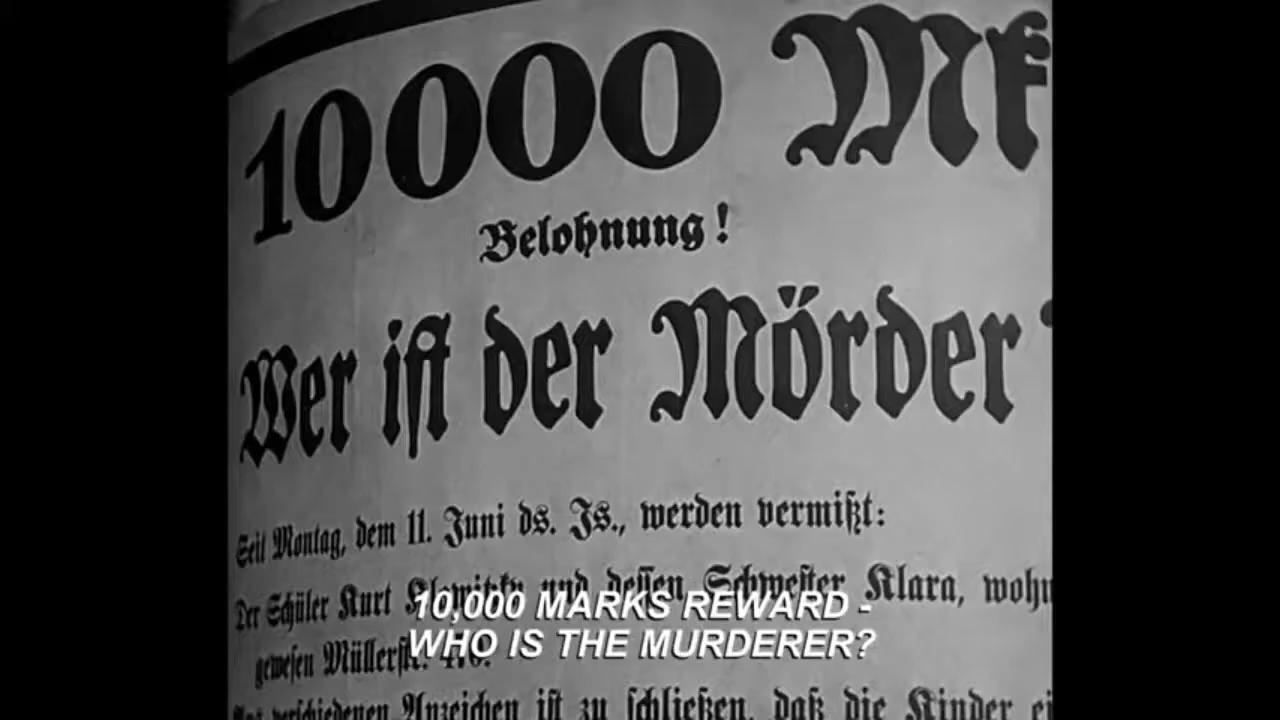 10000 Mk
Belohnung!
Wer ist der Mörder
Seit Montag, dem 11. Juni ds. Js., werden vermißt:
Der Schüler Kurt und dessen Schwester Klara,
gewesen
verschiedenen Anzeichen ist zu schließen, daß die Kinder
10,000 MARKS REWARD -
WHO IS THE MURDERER?